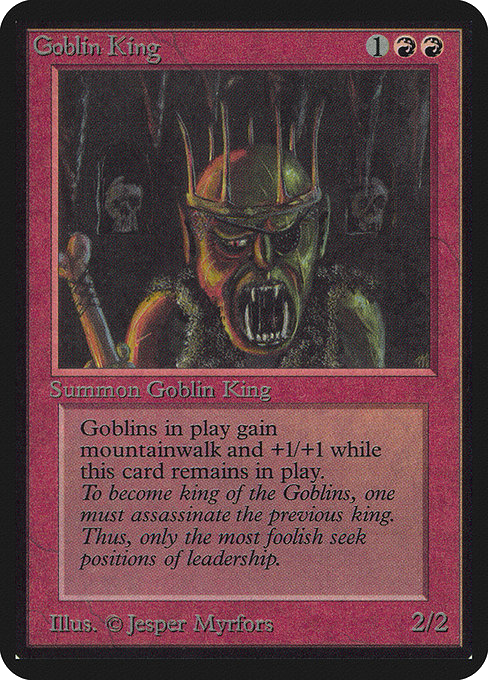 Goblin King 1
Summon Goblin King
Goblins in play gain
mountainwalk and +1/+1 while
this card remains in play.
To become king of the Goblins, one
must assassinate the previous king.
Thus, only the most foolish seek
positions of leadership.
Illus. © Jesper Myrfors 2/2